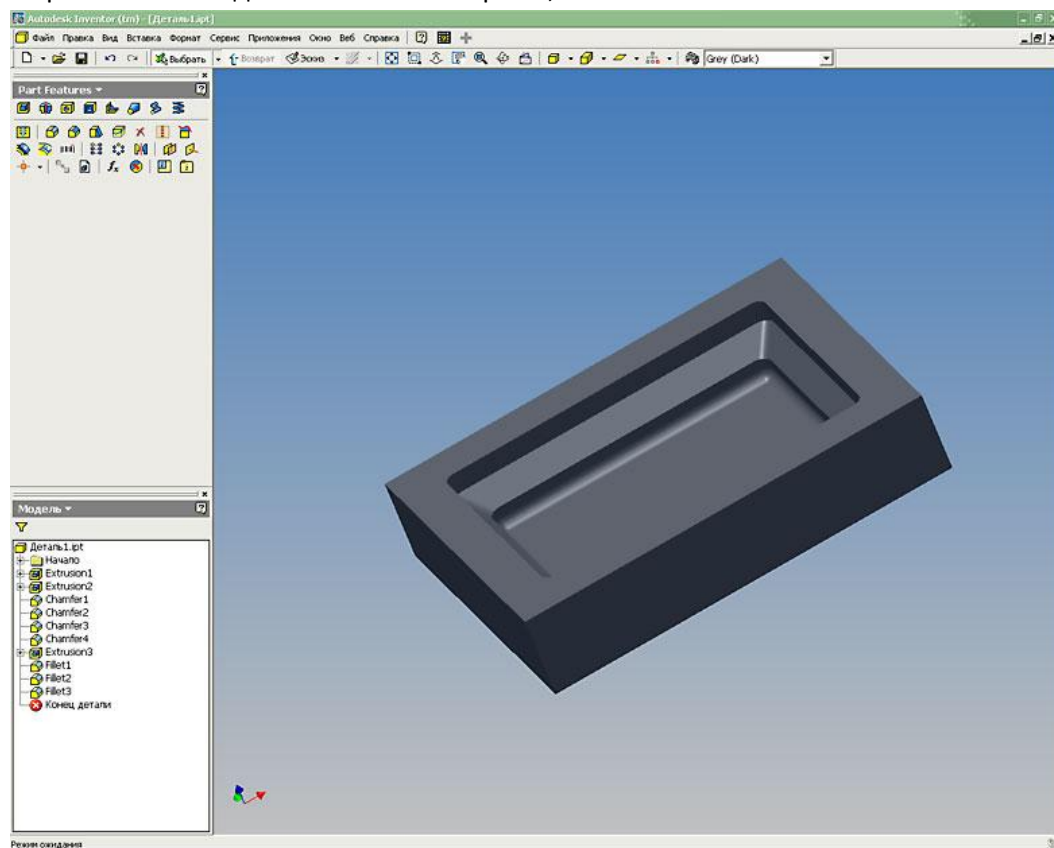 Autodesk Inventor (tm) - [Деталь1.ipt]
Файл Правка Вид Вставка Формат Сервис Приложения Окно Веб Справка
Выбрать Возврат Эскиз Grey (Dark)
Part Features
Модель
Деталь1.ipt
Начало
Extrusion1
Extrusion2
Chamfer1
Chamfer2
Chamfer3
Chamfer4
Extrusion3
Fillet1
Fillet2
Fillet3
Конец детали
Режим ожидания